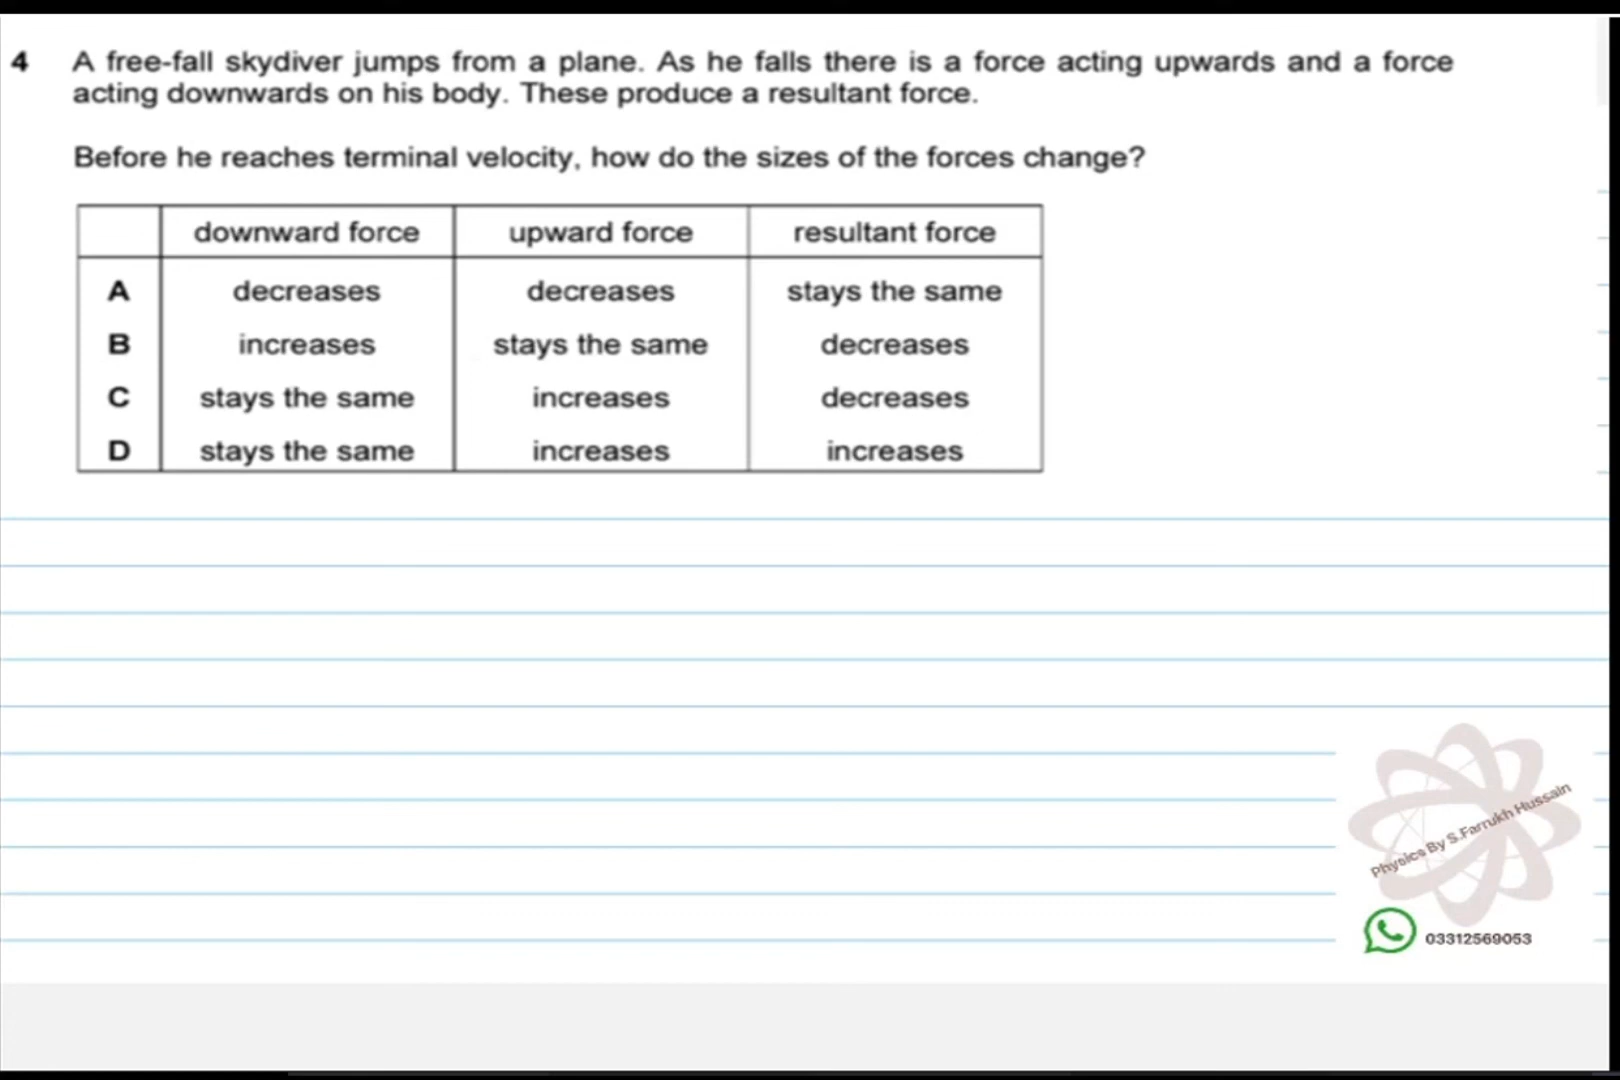 4 A free-fall skydiver jumps from a plane. As he falls there is a force acting upwards and a force
acting downwards on his body. These produce a resultant force.
Before he reaches terminal velocity, how do the sizes of the forces change?
downward force upward force resultant force
A decreases decreases stays the same
B increases stays the same decreases
C stays the same increases decreases
D stays the same increases increases
Physics By S.Farrukh Hussain
03312569053